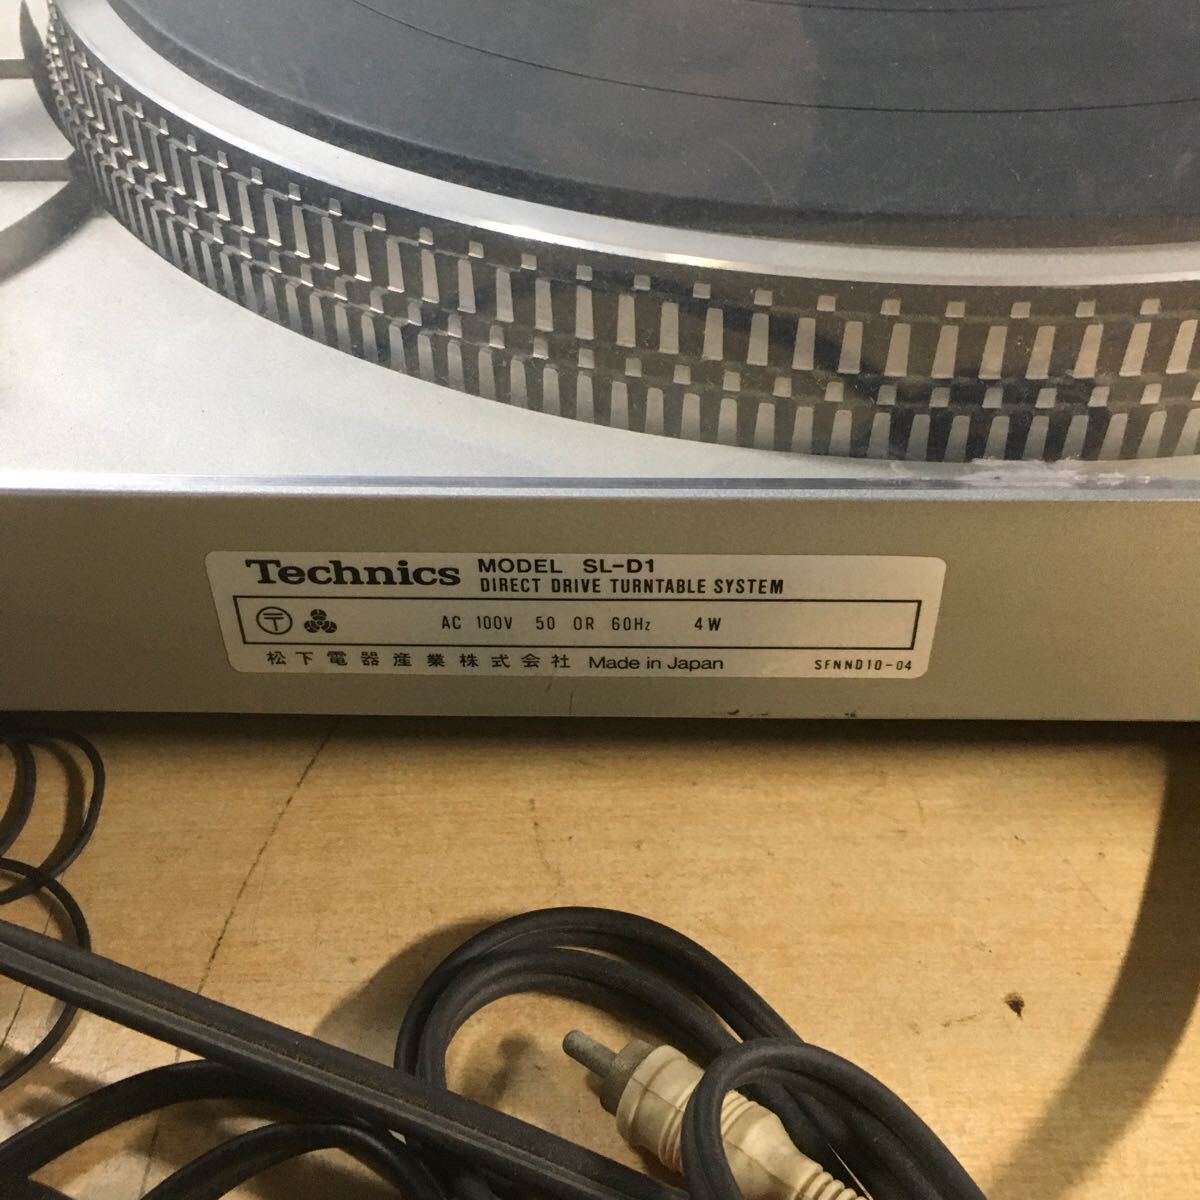 Technics MODEL SL-D1
DIRECT DRIVE TURNTABLE SYSTEM
〒 AC 100V 50 OR 60Hz 4W
松下電器産業株式会社 Made in Japan SFNND10-04